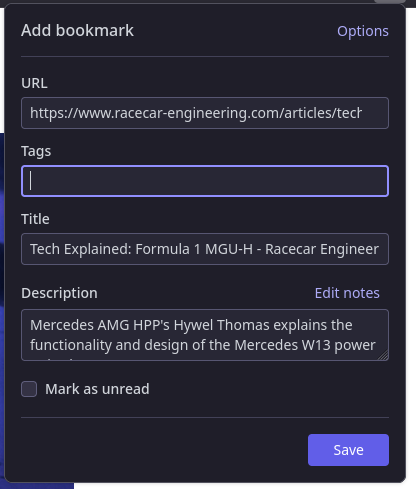 Add bookmark
Options
URL
https://www.racecar-engineering.com/articles/tech
Tags
Title
Tech Explained: Formula 1 MGU-H - Racecar Engineer
Description
Edit notes
Mercedes AMG HPP's Hywel Thomas explains the
functionality and design of the Mercedes W13 power
Mark as unread
Save